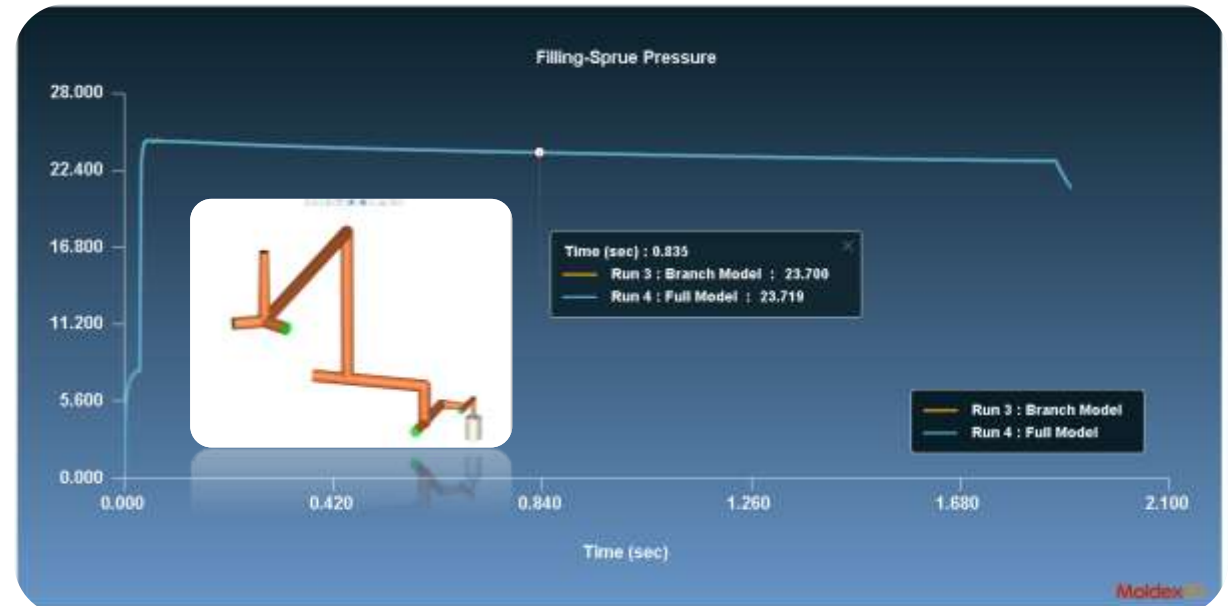 Filling-Sprue Pressure
28.000
22.400
16.800
11.200
5.600
0.000
Time (sec) : 0.835
Run 3 : Branch Model : 23.700
Run 4 : Full Model : 23.719
Run 3 : Branch Model
Run 4 : Full Model
0.000 0.420 0.840 1.260 1.680 2.100
Time (sec)
Moldex